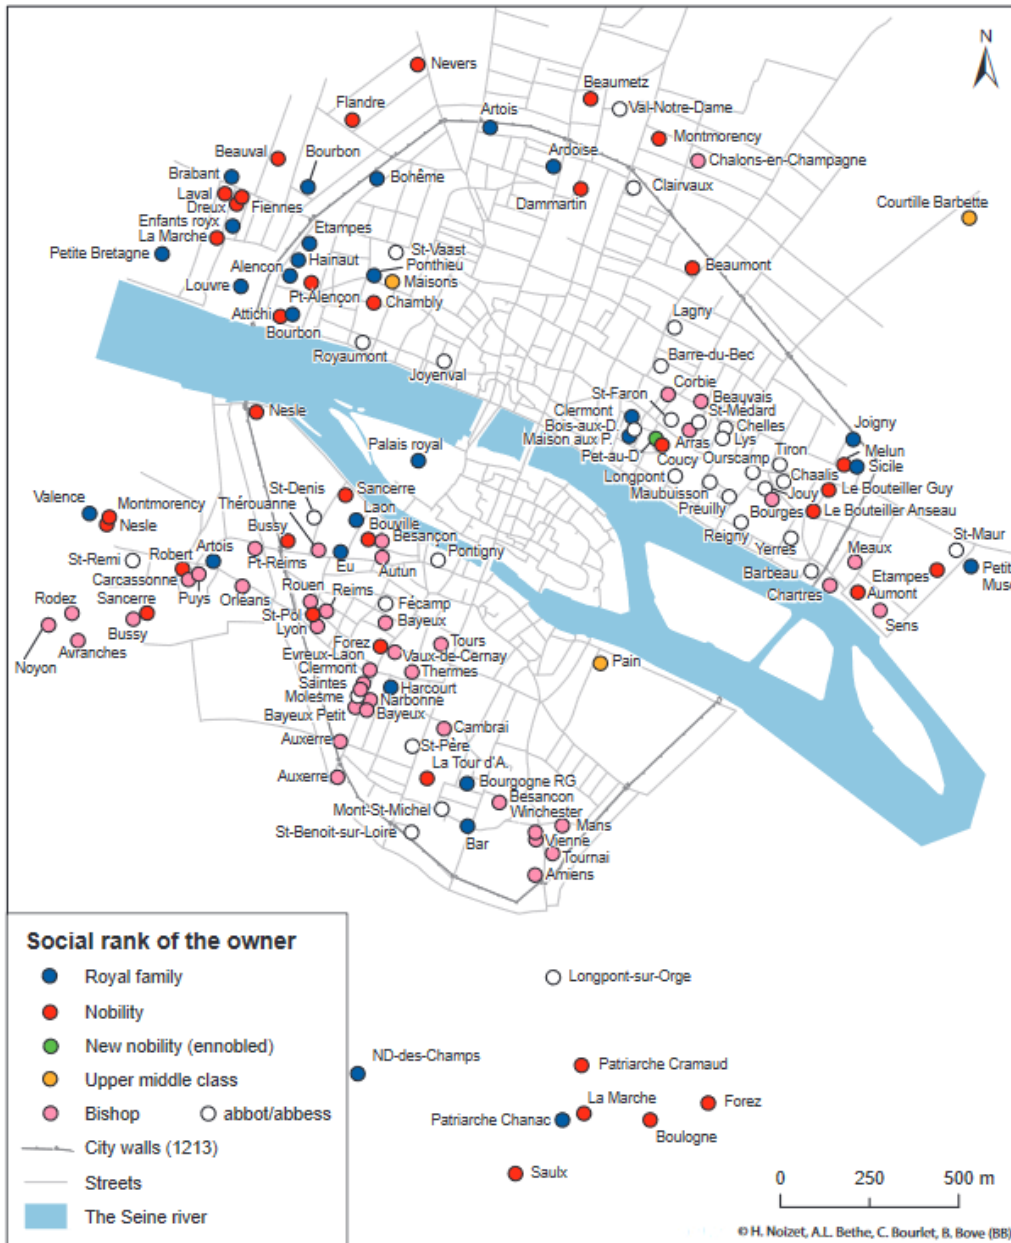 N
Nevers
Beaumetz
Val-Notre-Dame
Flandre
Artois
Montmorency
Beauval
Bourbon
Ardoise
Chalons-en-Champagne
Brabant
Bohême
Clairvaux
Laval
Dreux
Fiennes
Dammartin
Courtille Barbette
Enfants royx
La Marche
Etampes
St-Vaast
Petite Bretagne
Hainaut
Ponthieu
Alencon
Maisons
Beaumont
Louvre
Pt-Alençon
Chambly
Attichi
Bourbon
Lagny
Royaumont
Joyenval
Barre-du-Bec
St-Faron
Corbie
Beauvais
Nesle
Clermont
St-Médard
Bois-aux-D.
Chelles
Joigny
Maison aux P.
Arras
Lys
Tiron
Melun
Palais royal
Pet-au-D
Coucy
Ourscamp
Chaalis
Sicile
Longpont
Jouy
Le Bouteiller Guy
St-Denis
Sancerre
Maubuisson
Preuilly
Bourges
Le Bouteiller Anseau
Valence
Montmorency
Thérouanne
Laon
Nesle
Bussy
Bouville
Besançon
Reigny
Yerres
St-Maur
St-Remi
Robert
Artois
Pt-Reims
Eu
Autun
Pontigny
Barbeau
Meaux
Petit
Musc
Carcassonne
Puys
Orléans
Rouen
Reims
Chartres
Etampes
Aumont
Rodez
Sancerre
St-Pol
Fécamp
Sens
Bussy
Lyon
Bayeux
Noyon
Avranches
Forez
Tours
Evreux-Laon
Vaux-de-Cernay
Pain
Clermont
Thermes
Saintes
Harcourt
Molesme
Narbonne
Bayeux Petit
Bayeux
Auxerre
Cambrai
St-Père
Auxerre
La Tour d'A.
Bourgogne RG
Mont-St-Michel
Besancon
Winchester
St-Benoit-sur-Loire
Bar
Mans
Vienne
Tournai
Amiens
Social rank of the owner
Royal family
Nobility
New nobility (ennobled)
Upper middle class
Bishop
abbot/abbess
City walls (1213)
Streets
The Seine river
Longpont-sur-Orge
ND-des-Champs
Patriarche Cramaud
La Marche
Forez
Patriarche Chanac
Boulogne
Saulx
0 250 500 m
© H. Noizet, A.L. Bethe, C. Bourlet, B. Bove (BB)